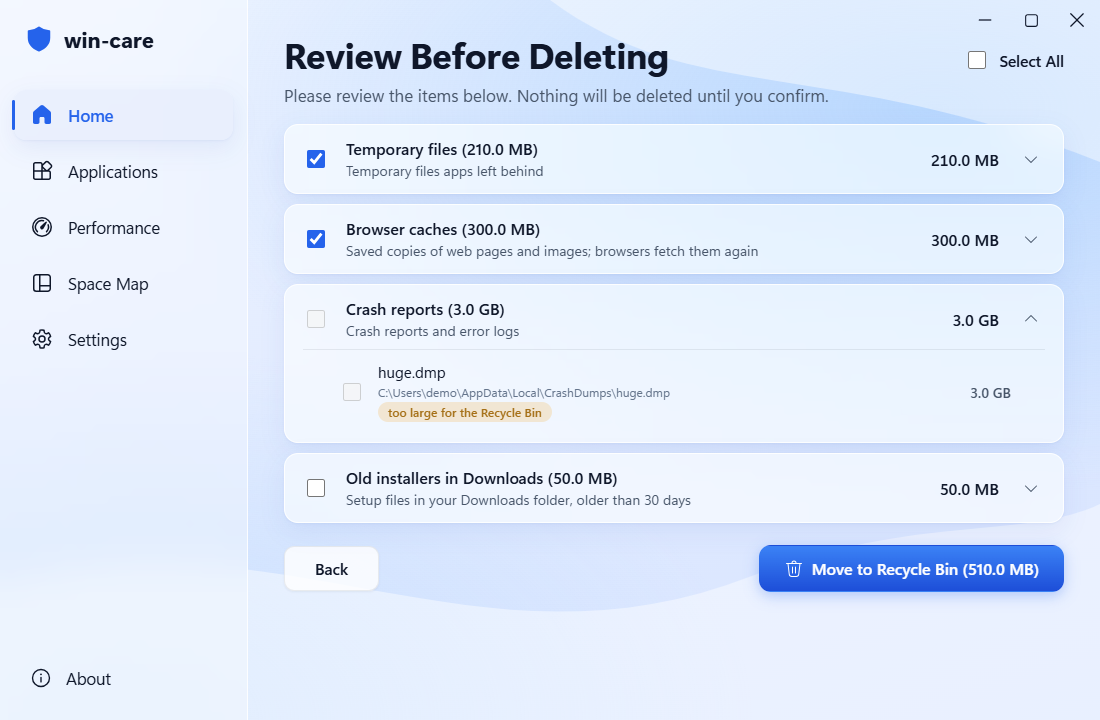 win-care
Home
Applications
Performance
Space Map
Settings
About
Review Before Deleting
Select All
Please review the items below. Nothing will be deleted until you confirm.
Temporary files (210.0 MB)
Temporary files apps left behind
210.0 MB
Browser caches (300.0 MB)
Saved copies of web pages and images; browsers fetch them again
300.0 MB
Crash reports (3.0 GB)
Crash reports and error logs
3.0 GB
huge.dmp
C:\Users\demo\AppData\Local\CrashDumps\huge.dmp
too large for the Recycle Bin
3.0 GB
Old installers in Downloads (50.0 MB)
Setup files in your Downloads folder, older than 30 days
50.0 MB
Back
Move to Recycle Bin (510.0 MB)